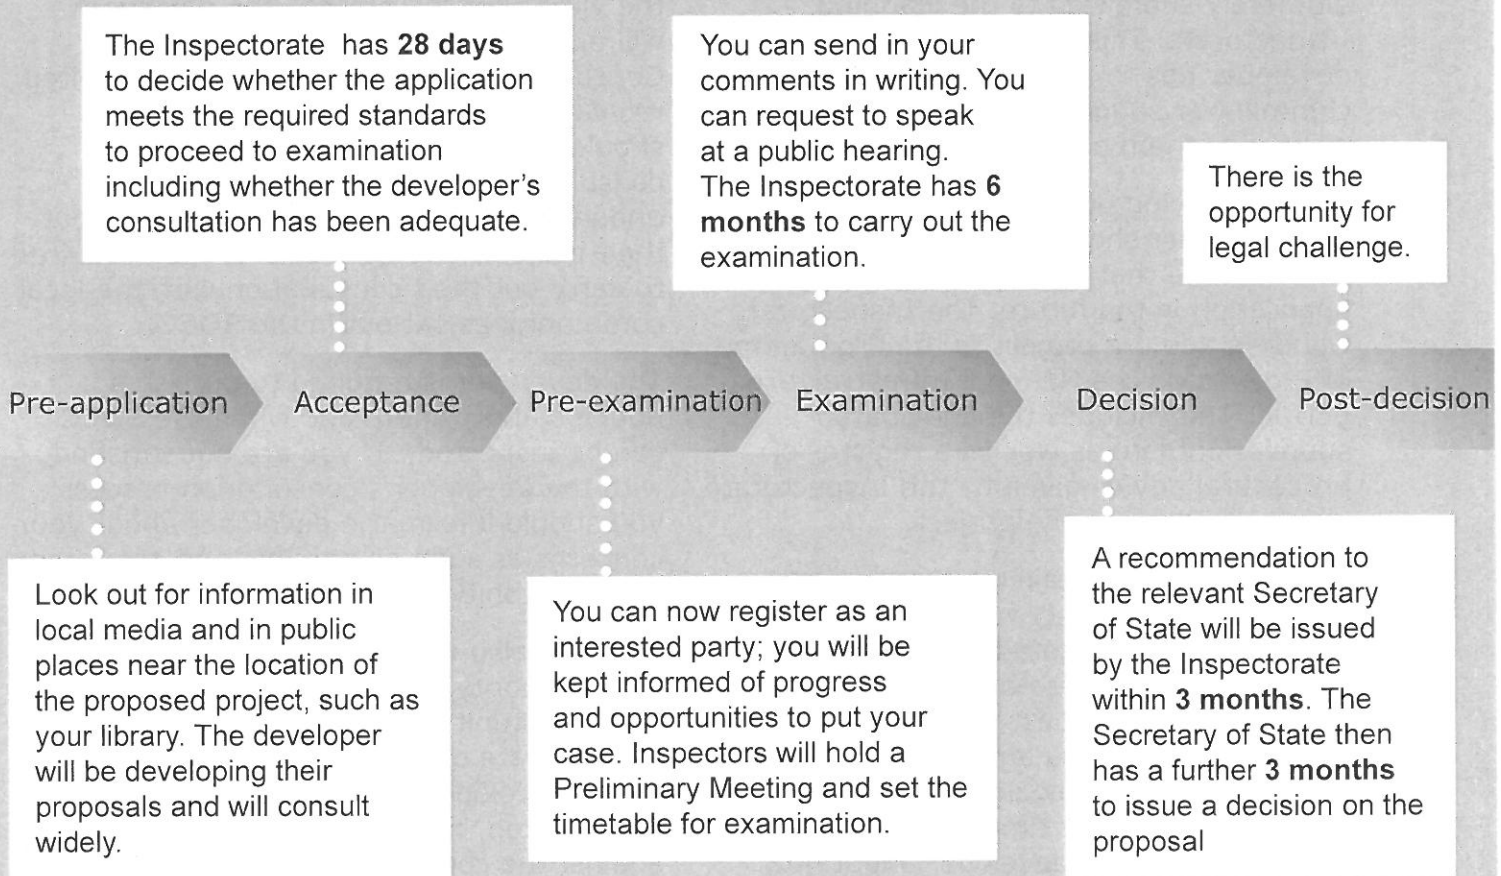 The Inspectorate has 28 days
to decide whether the application
meets the required standards
to proceed to examination
including whether the developer's
consultation has been adequate.
You can send in your
comments in writing. You
can request to speak
at a public hearing.
The Inspectorate has 6
months to carry out the
examination.
There is the
opportunity for
legal challenge.
Pre-application
Acceptance
Pre-examination
Examination
Decision
Post-decision
Look out for information in
local media and in public
places near the location of
the proposed project, such as
your library. The developer
will be developing their
proposals and will consult
widely.
You can now register as an
interested party; you will be
kept informed of progress
and opportunities to put your
case. Inspectors will hold a
Preliminary Meeting and set the
timetable for examination.
A recommendation to
the relevant Secretary
of State will be issued
by the Inspectorate
within 3 months. The
Secretary of State then
has a further 3 months
to issue a decision on the
proposal